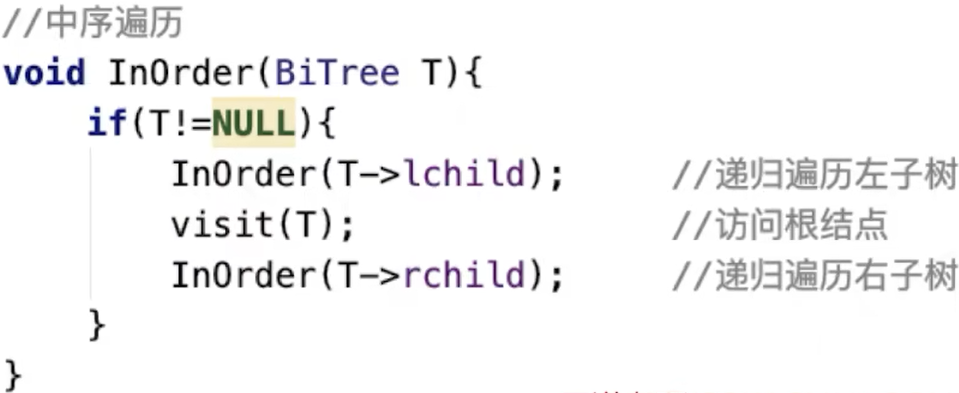 //中序遍历
void InOrder(BiTree T){
    if(T!=NULL){
        InOrder(T->lchild);     //递归遍历左子树
        visit(T);               //访问根结点
        InOrder(T->rchild);     //递归遍历右子树
    }
}